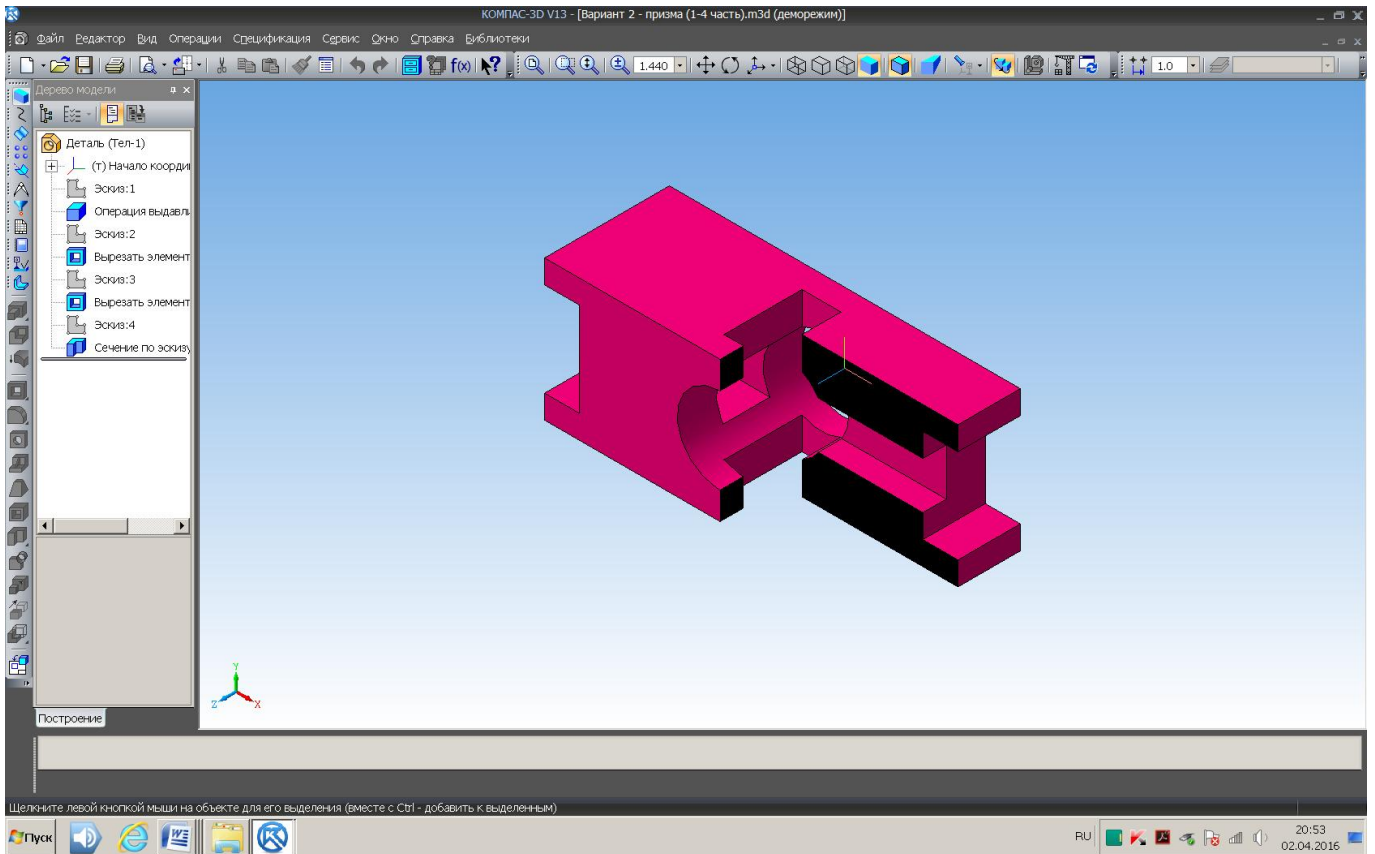 КОМПАС-3D V13 - [Вариант 2 - призма (1-4 часть).m3d (деморежим)]
Файл Редактор Вид Операции Спецификация Сервис Окно Справка Библиотеки
f(x) 1.440 1.0
Дерево модели
Деталь (Тел-1)
(т) Начало коорди
Эскиз:1
Операция выдавл
Эскиз:2
Вырезать элемент
Эскиз:3
Вырезать элемент
Эскиз:4
Сечение по эскизу
Y
Z X
Построение
Щелкните левой кнопкой мыши на объекте для его выделения (вместе с Ctrl - добавить к выделенным)
Пуск RU 20:53
02.04.2016